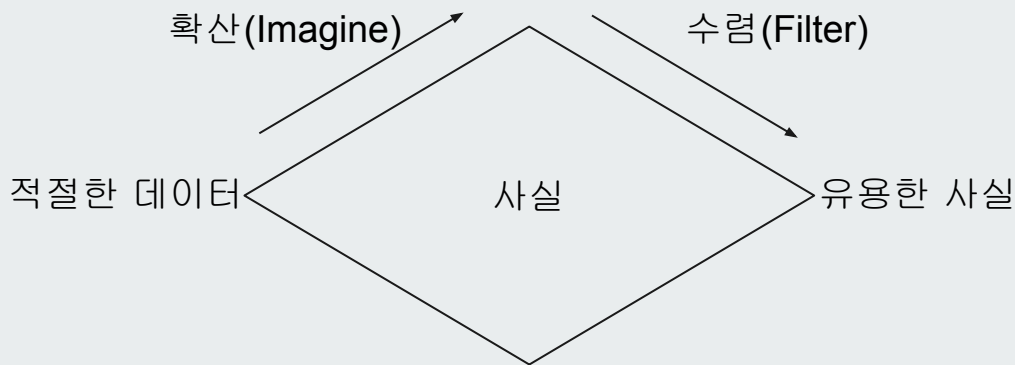 확산(Imagine)
수렴(Filter)
적절한 데이터
사실
유용한 사실